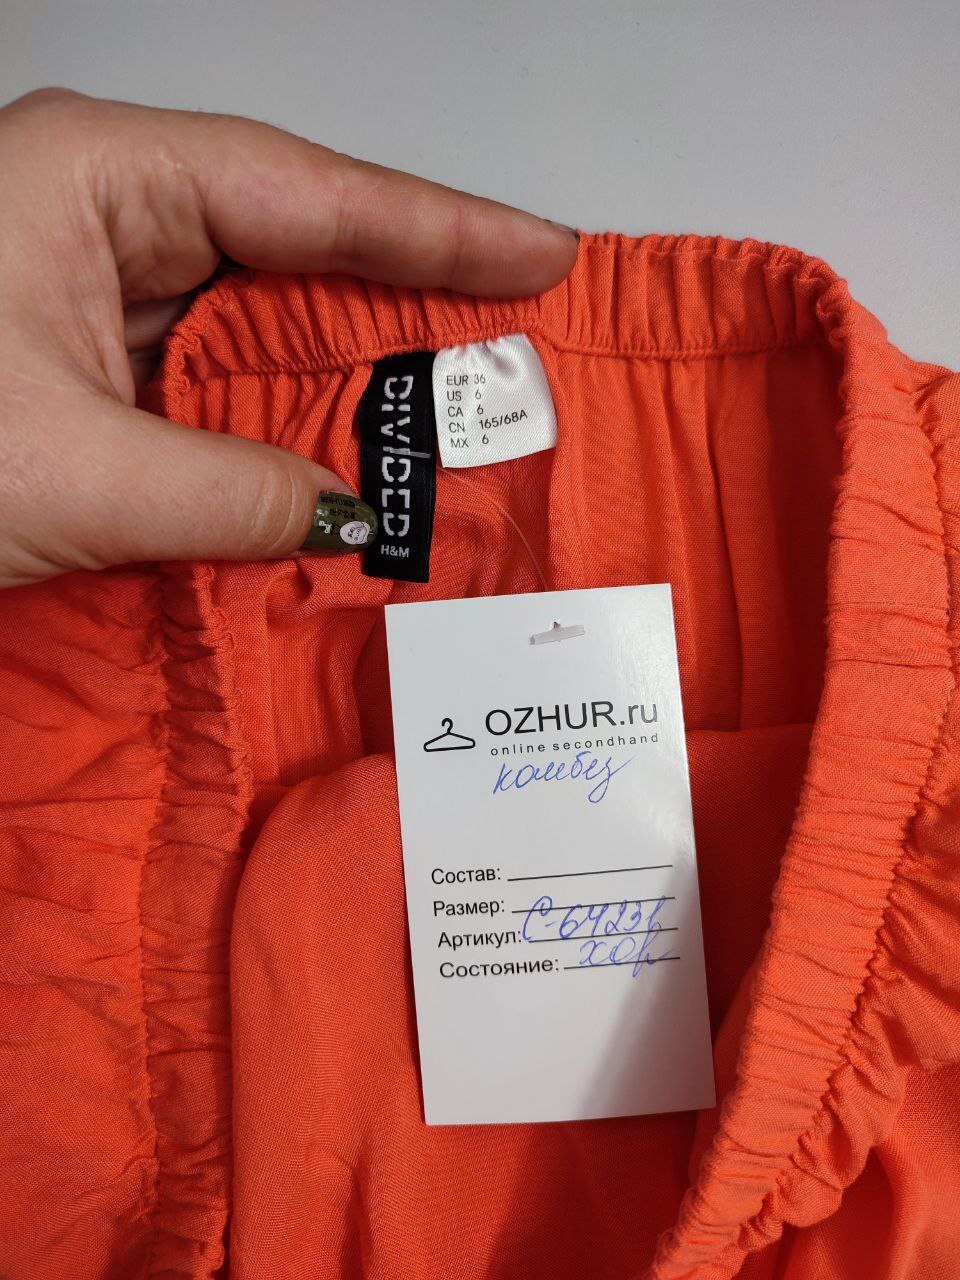 DIVIDED
H&M
EUR 36
US 6
CA 6
CN 165/68A
MX 6
OZHUR.ru
online secondhand
комбез
Состав:
Размер:
Артикул: С-64231
Состояние: хор